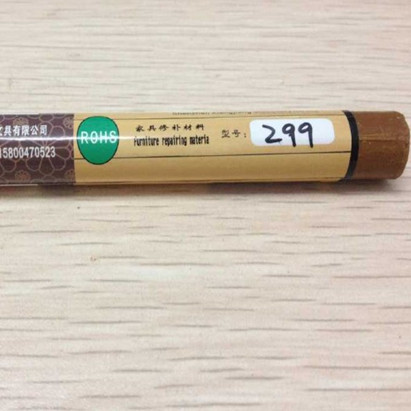 具有限公司
15800470523
ROHS
家具修补材料
Furniture repairing materia
型号:
299